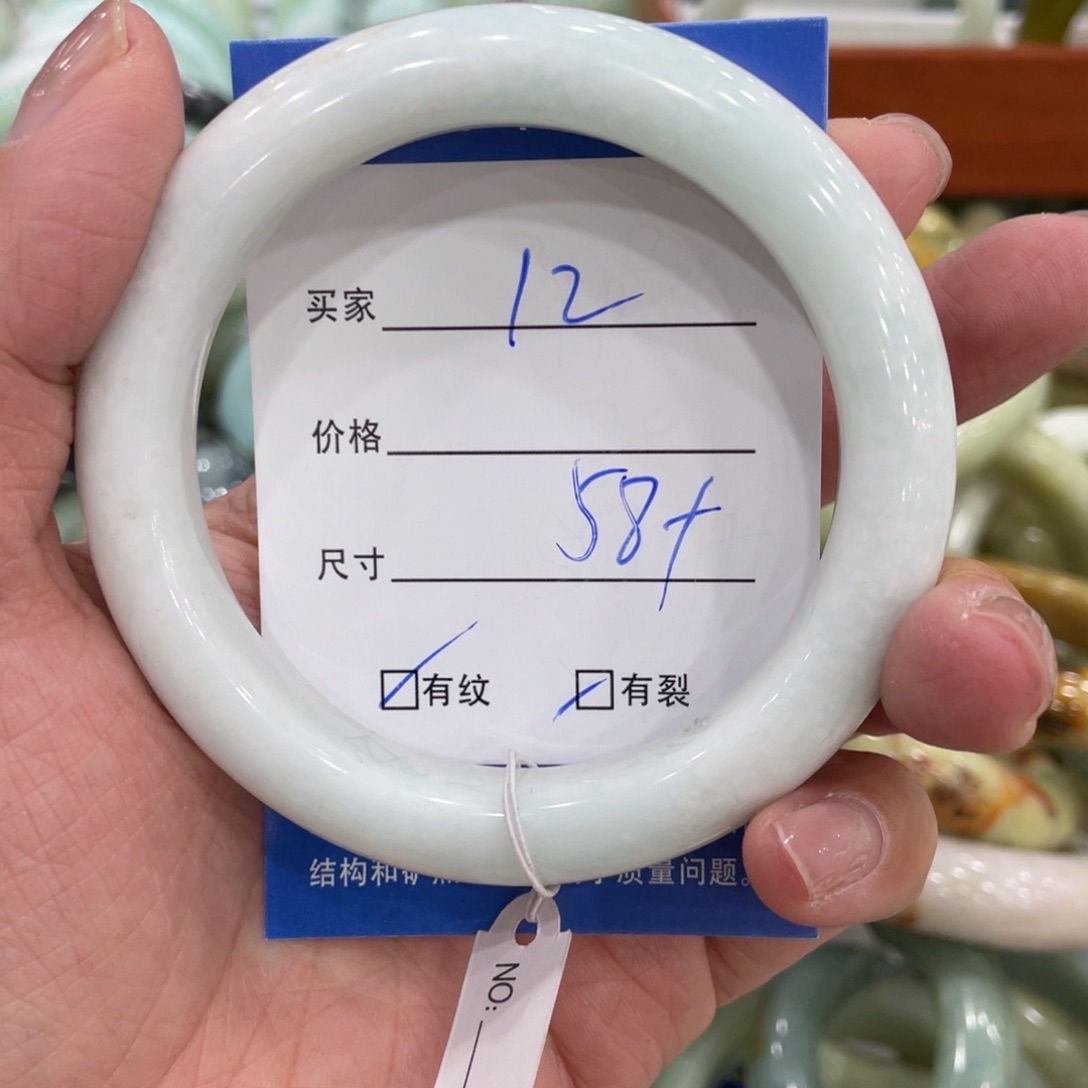 买家 12
价格
尺寸 58+
有纹 有裂
结构和矿 质量问题。
NO: